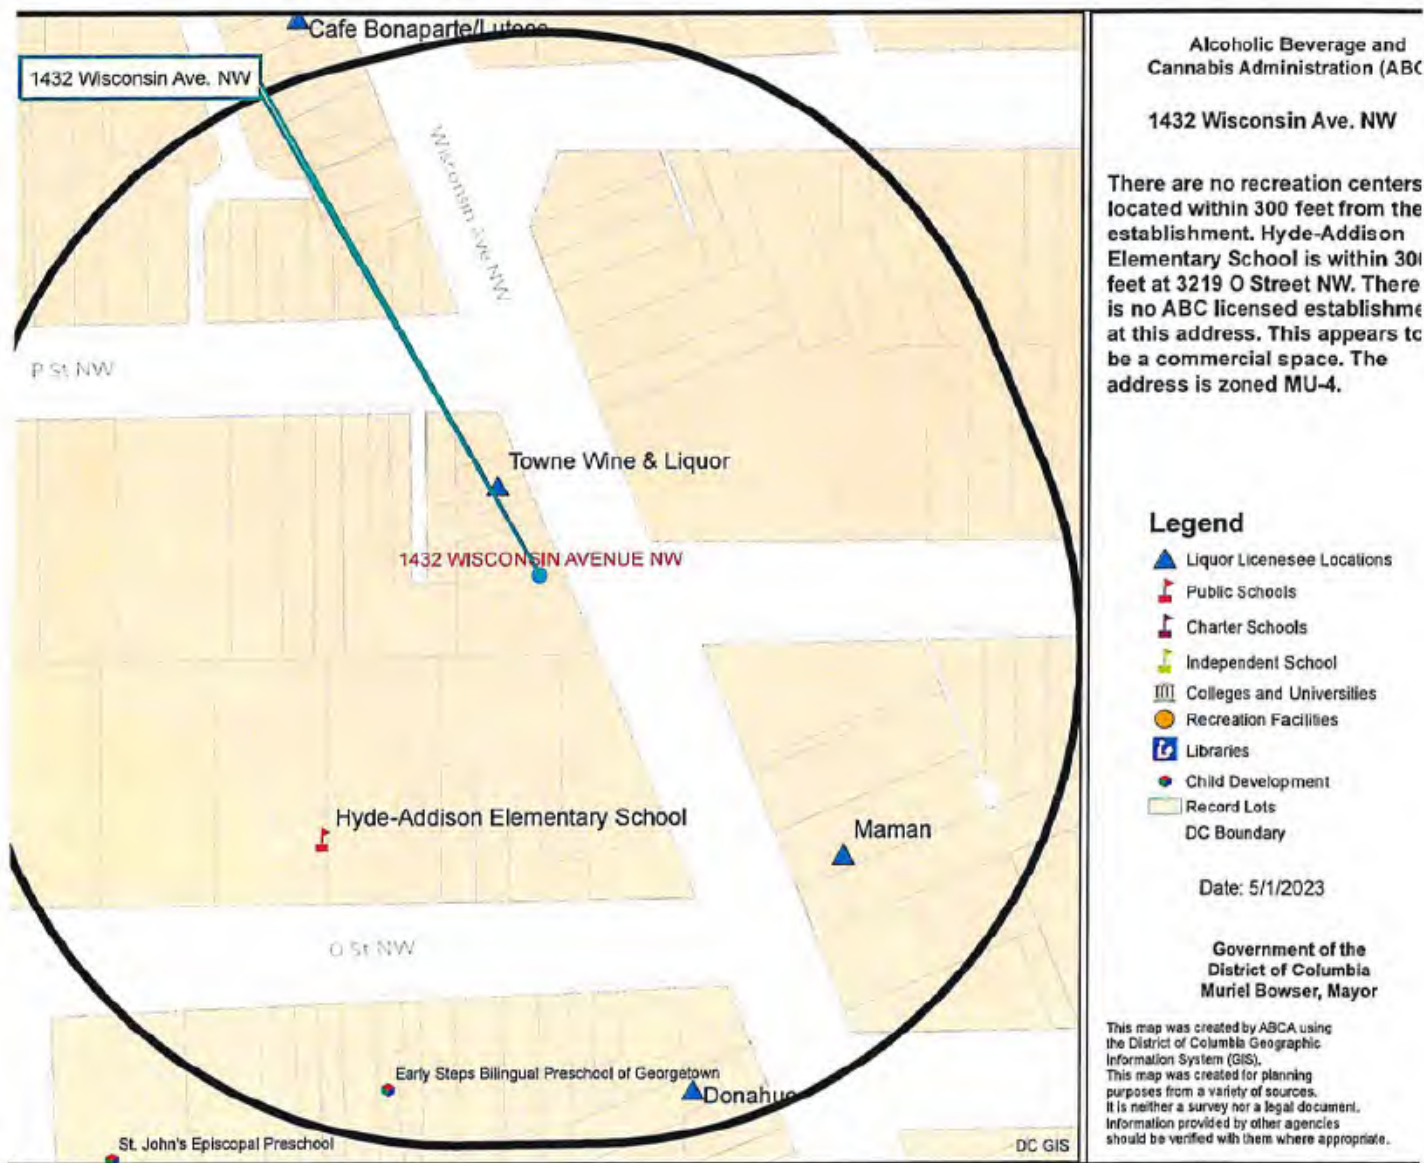 Cafe Bonaparte/Lutece
1432 Wisconsin Ave. NW
Wisconsin Ave NW
P St NW
Towne Wine & Liquor
1432 WISCONSIN AVENUE NW
Hyde-Addison Elementary School
Maman
O St NW
Early Steps Bilingual Preschool of Georgetown
Donahue
St. John's Episcopal Preschool
DC GIS
Alcoholic Beverage and
Cannabis Administration (ABC
1432 Wisconsin Ave. NW
There are no recreation centers
located within 300 feet from the
establishment. Hyde-Addison
Elementary School is within 30
feet at 3219 O Street NW. There
is no ABC licensed establishme
at this address. This appears to
be a commercial space. The
address is zoned MU-4.
Legend
Liquor Licenesee Locations
Public Schools
Charter Schools
Independent School
Colleges and Universities
Recreation Facilities
Libraries
Child Development
Record Lots
DC Boundary
Date: 5/1/2023
Government of the
District of Columbia
Muriel Bowser, Mayor
This map was created by ABCA using
the District of Columbia Geographic
Information System (GIS).
This map was created for planning
purposes from a variety of sources.
It is neither a survey nor a legal document.
Information provided by other agencies
should be verified with them where appropriate.